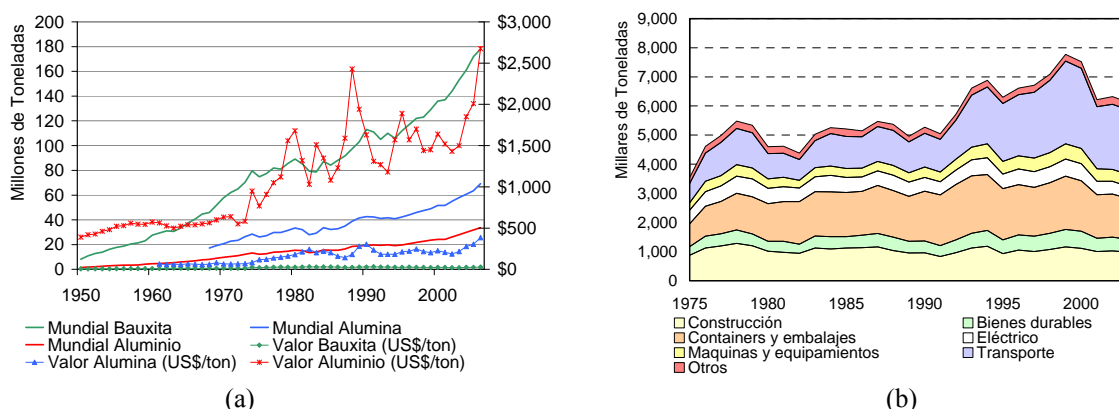 Millones de Toneladas
200
180
160
140
120
100
80
60
40
20
0
$3,000
$2,500
$2,000
$1,500
$1,000
$500
$0
1950 1960 1970 1980 1990 2000
Mundial Bauxita Mundial Alumina
Mundial Aluminio Valor Bauxita (US$/ton)
Valor Alumina (US$/ton) Valor Aluminio (US$/ton)
(a)
Millares de Toneladas
9,000
8,000
7,000
6,000
5,000
4,000
3,000
2,000
1,000
0
1975 1980 1985 1990 1995 2000
Construcción Bienes durables
Containers y embalajes Eléctrico
Maquinas y equipamientos Transporte
Otros
(b)